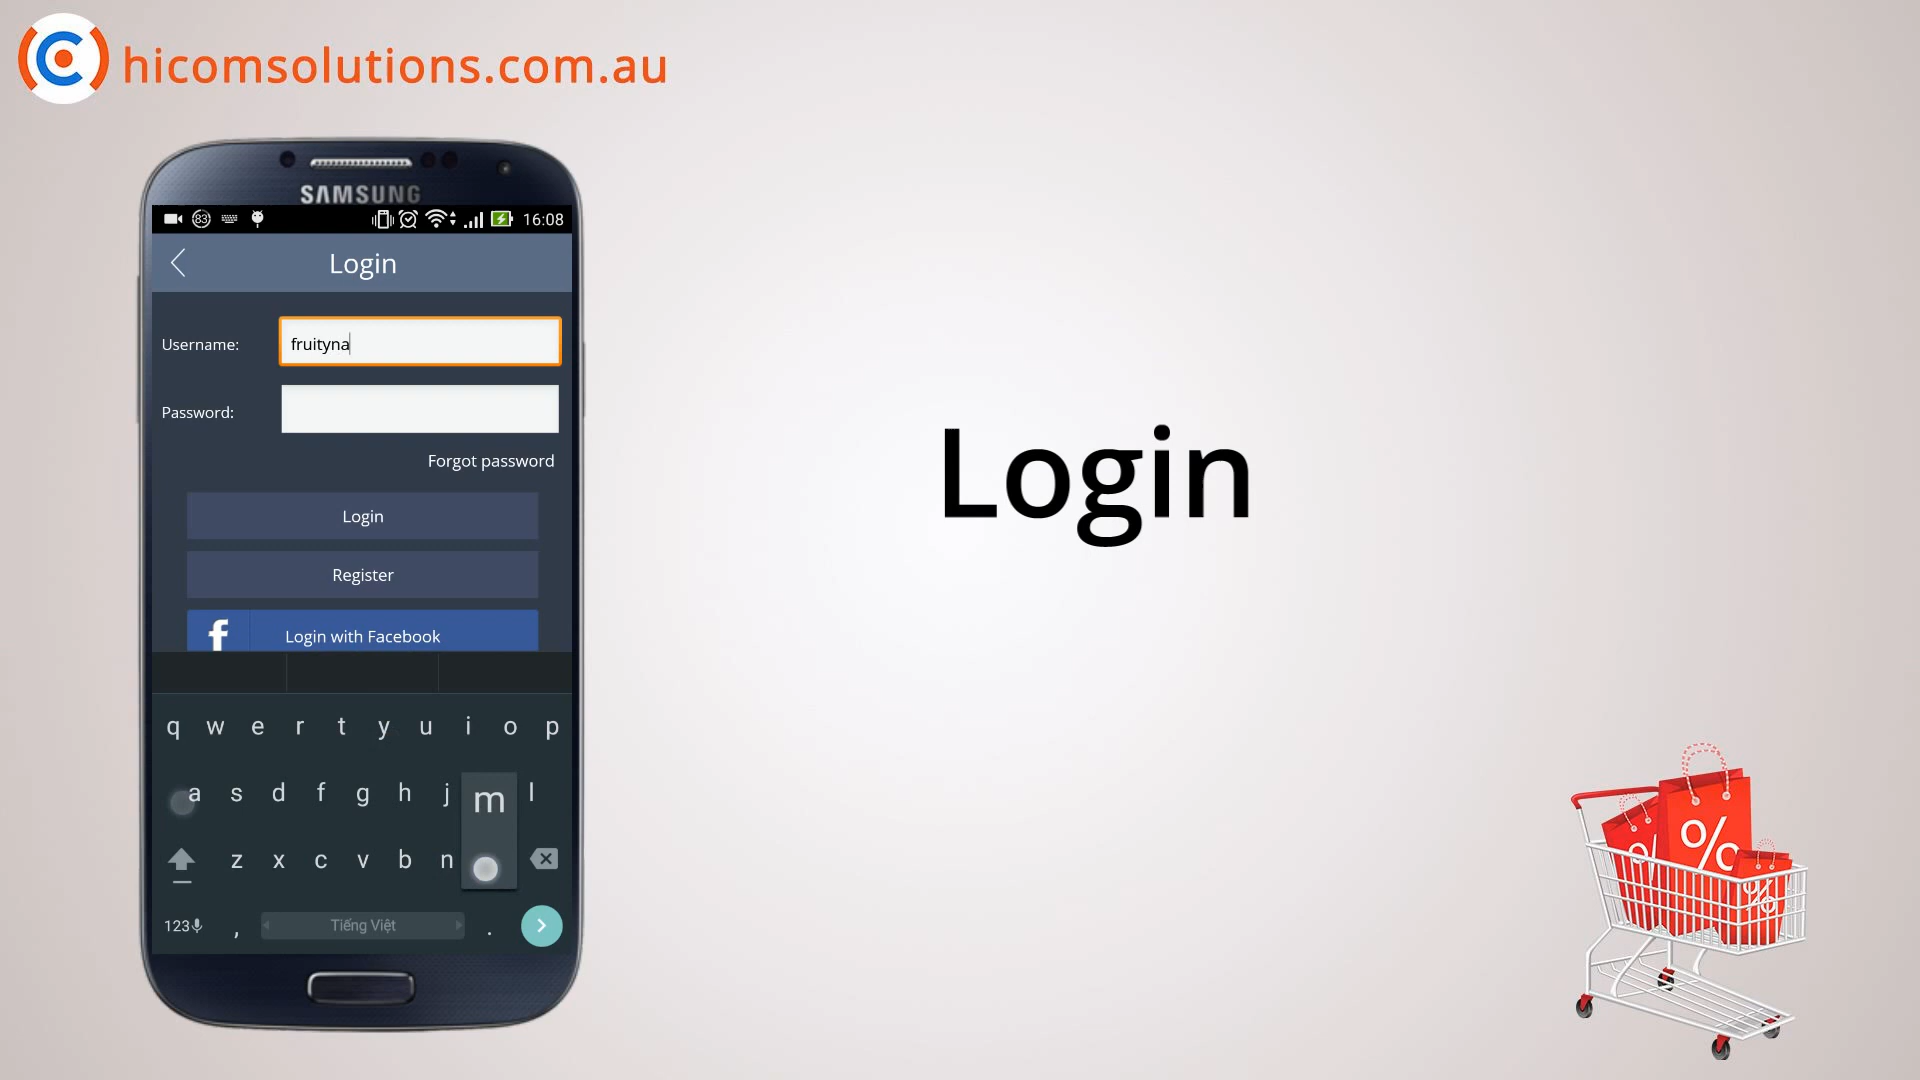 hicomsolutions.com.au
SAMSUNG
83
16:08
Login
Username:
fruityna
Password:
Forgot password
Login
Register
f
Login with Facebook
q w e r t y u i o p
a s d f g h j m l
z x c v b n
123 , Tiếng Việt .
Login
% % %